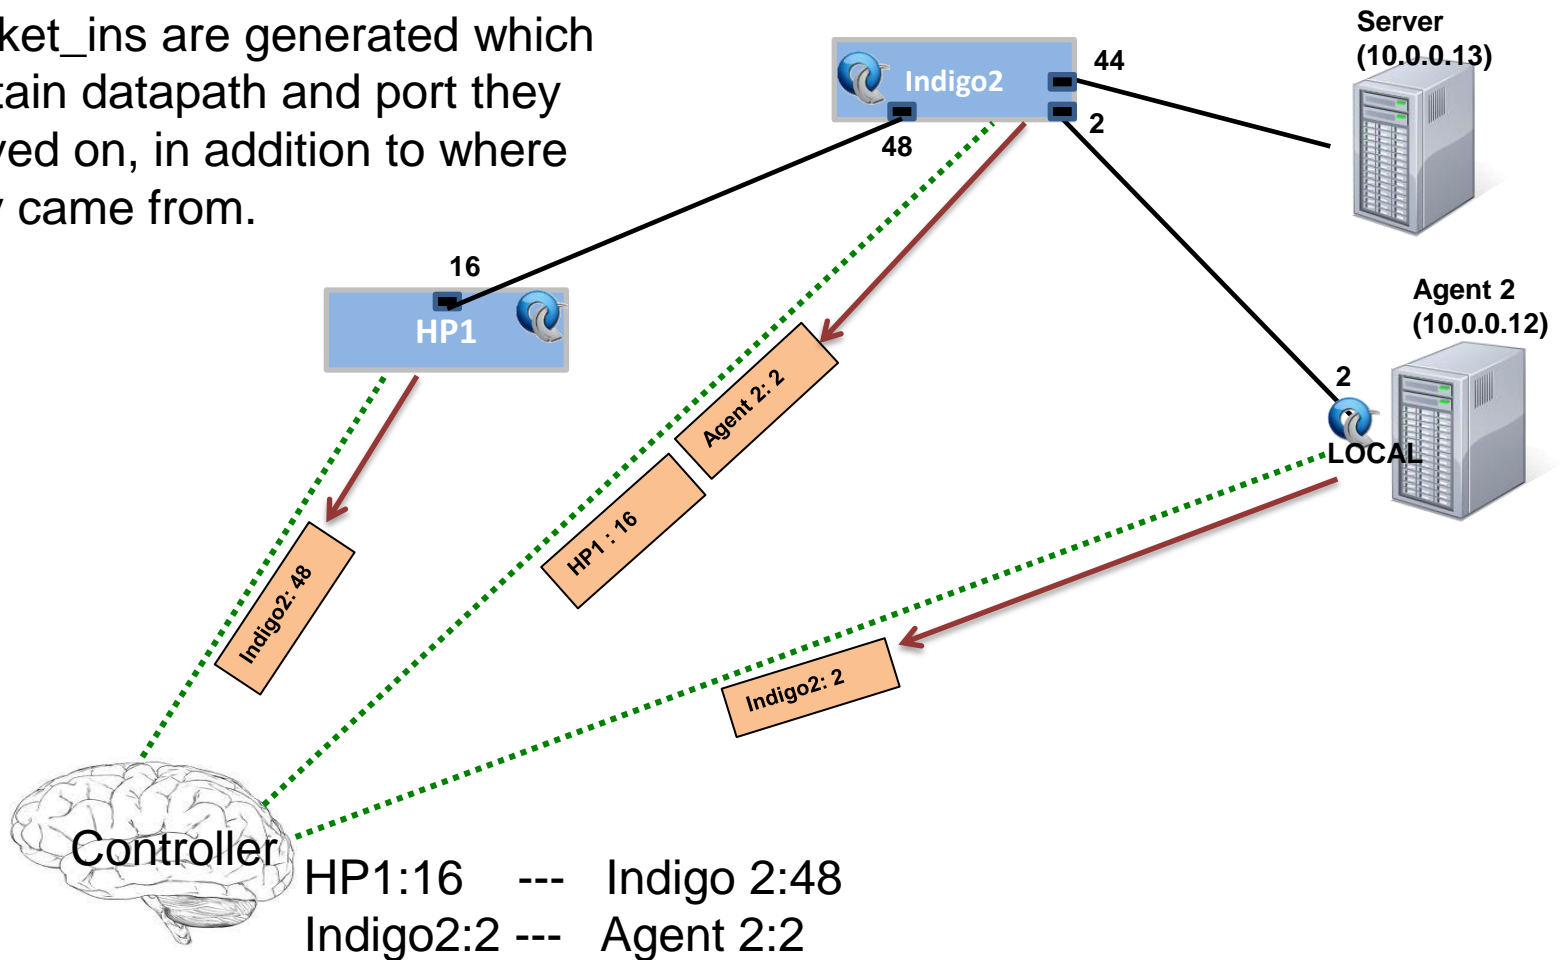 ket_ins are generated which
tain datapath and port they
ved on, in addition to where
came from.
Server
(10.0.0.13)
44
Indigo2
2
48
16
HP1
Agent 2
(10.0.0.12)
2
LOCAL
Agent 2: 2
HP1 : 16
Indigo2: 48
Indigo2: 2
Controller
HP1:16 --- Indigo 2:48
Indigo2:2 --- Agent 2:2